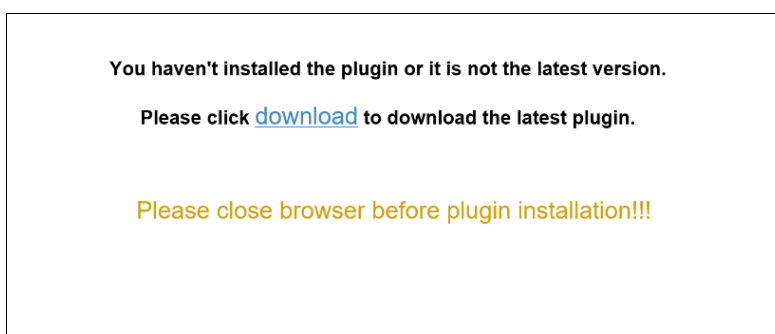 You haven't installed the plugin or it is not the latest version.
Please click download to download the latest plugin.
Please close browser before plugin installation!!!